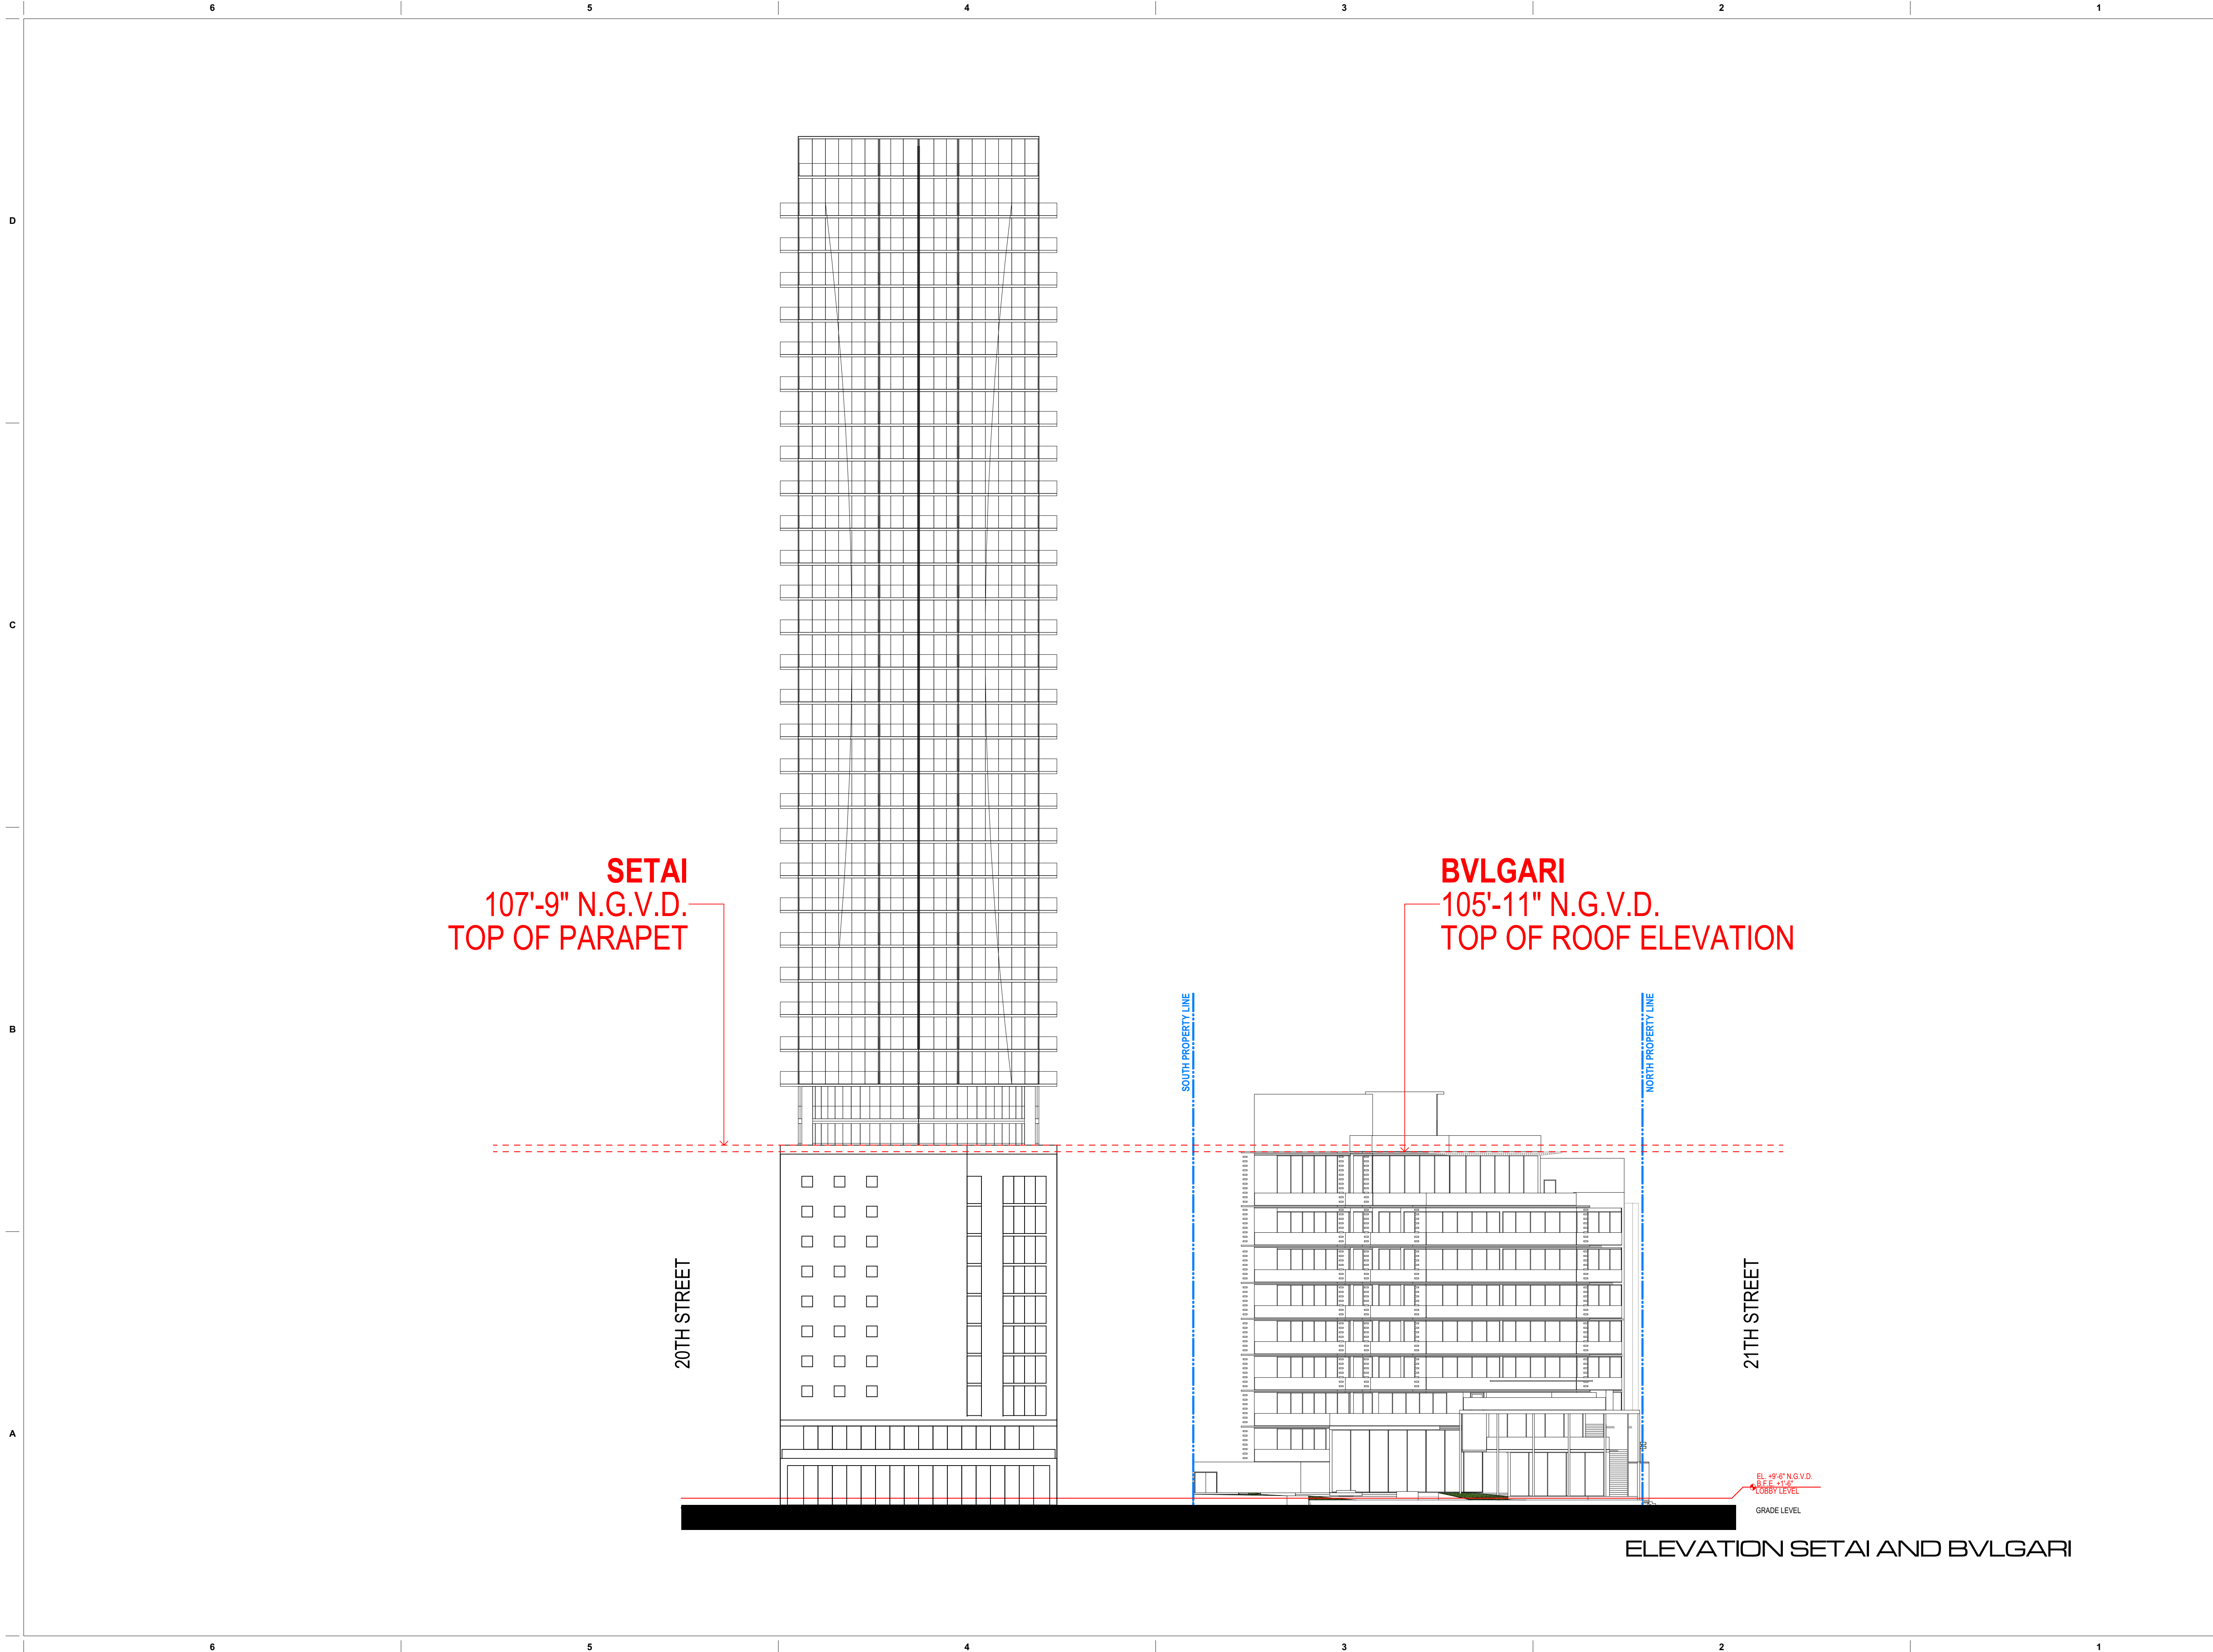 6 5 4 3 2 1
D
C
B
A
SETAI
107'-9" N.G.V.D.
TOP OF PARAPET
BVLGARI
105'-11" N.G.V.D.
TOP OF ROOF ELEVATION
SOUTH PROPERTY LINE
NORTH PROPERTY LINE
20TH STREET
21TH STREET
EL. +9'-6" N.G.V.D.
B.F.E. +1'-6"
LOBBY LEVEL
GRADE LEVEL
ELEVATION SETAI AND BVLGARI
6 5 4 3 2 1